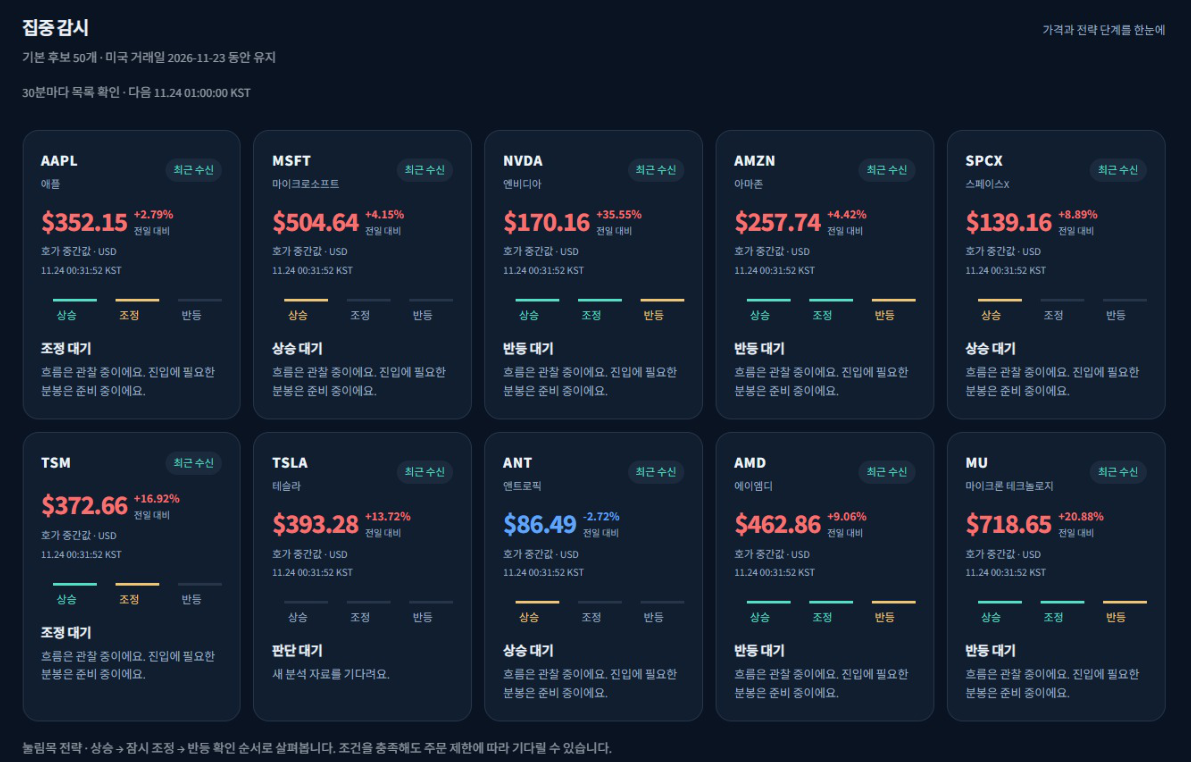 집중 감시
가격과 전략 단계를 한눈에
기본 후보 50개 · 미국 거래일 2026-11-23 동안 유지
30분마다 목록 확인 · 다음 11.24 01:00:00 KST
AAPL
최근 수신
애플
$352.15 +2.79%
전일 대비
호가 중간값 · USD
11.24 00:31:52 KST
상승 조정 반등
조정 대기
흐름은 관찰 중이에요. 진입에 필요한
분봉은 준비 중이에요.
MSFT
최근 수신
마이크로소프트
$504.64 +4.15%
전일 대비
호가 중간값 · USD
11.24 00:31:52 KST
상승 조정 반등
상승 대기
흐름은 관찰 중이에요. 진입에 필요한
분봉은 준비 중이에요.
NVDA
최근 수신
엔비디아
$170.16 +35.55%
전일 대비
호가 중간값 · USD
11.24 00:31:52 KST
상승 조정 반등
반등 대기
흐름은 관찰 중이에요. 진입에 필요한
분봉은 준비 중이에요.
AMZN
최근 수신
아마존
$257.74 +4.42%
전일 대비
호가 중간값 · USD
11.24 00:31:52 KST
상승 조정 반등
반등 대기
흐름은 관찰 중이에요. 진입에 필요한
분봉은 준비 중이에요.
SPCX
최근 수신
스페이스X
$139.16 +8.89%
전일 대비
호가 중간값 · USD
11.24 00:31:52 KST
상승 조정 반등
상승 대기
흐름은 관찰 중이에요. 진입에 필요한
분봉은 준비 중이에요.
TSM
최근 수신
$372.66 +16.92%
전일 대비
호가 중간값 · USD
11.24 00:31:52 KST
상승 조정 반등
조정 대기
흐름은 관찰 중이에요. 진입에 필요한
분봉은 준비 중이에요.
TSLA
최근 수신
테슬라
$393.28 +13.72%
전일 대비
호가 중간값 · USD
11.24 00:31:52 KST
상승 조정 반등
판단 대기
새 분석 자료를 기다려요.
ANT
최근 수신
앤트로픽
$86.49 -2.72%
전일 대비
호가 중간값 · USD
11.24 00:31:52 KST
상승 조정 반등
상승 대기
흐름은 관찰 중이에요. 진입에 필요한
분봉은 준비 중이에요.
AMD
최근 수신
에이엠디
$462.86 +9.06%
전일 대비
호가 중간값 · USD
11.24 00:31:52 KST
상승 조정 반등
반등 대기
흐름은 관찰 중이에요. 진입에 필요한
분봉은 준비 중이에요.
MU
최근 수신
마이크론 테크놀로지
$718.65 +20.88%
전일 대비
호가 중간값 · USD
11.24 00:31:52 KST
상승 조정 반등
반등 대기
흐름은 관찰 중이에요. 진입에 필요한
분봉은 준비 중이에요.
눌림목 전략 · 상승 → 잠시 조정 → 반등 확인 순서로 살펴봅니다. 조건을 충족해도 주문 제한에 따라 기다릴 수 있습니다.